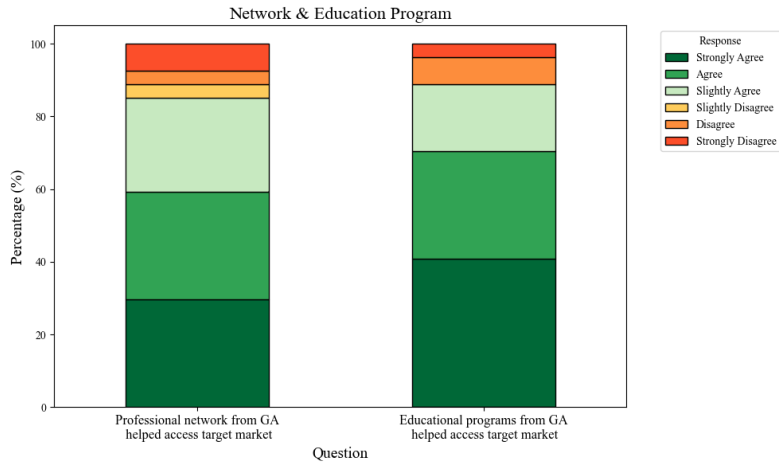 Network & Education Program
Response
Strongly Agree
Agree
Slightly Agree
Slightly Disagree
Disagree
Strongly Disagree
Percentage (%)
100
80
60
40
20
0
Professional network from GA
helped access target market
Educational programs from GA
helped access target market
Question